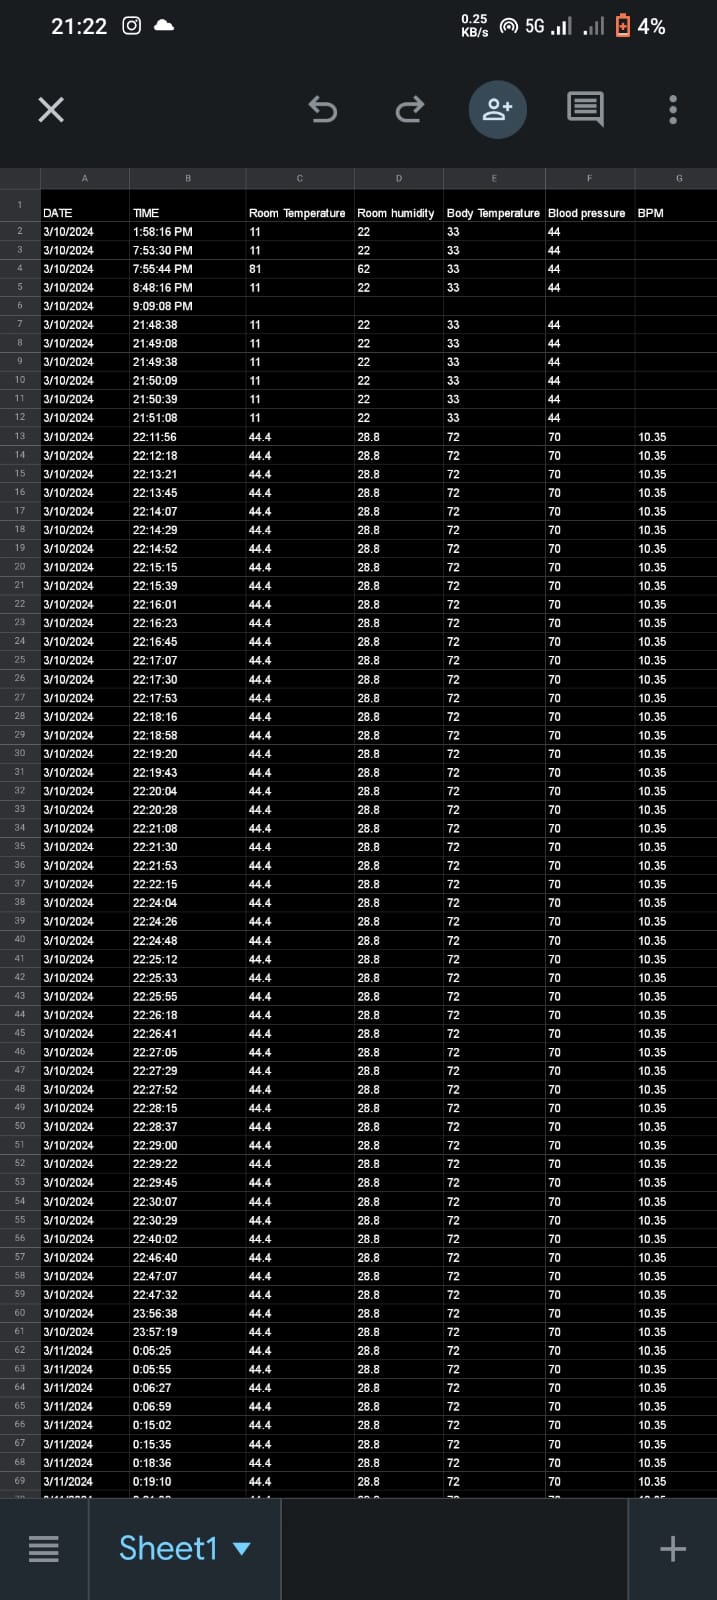 21:22 0.25 KB/s 5G 4%
A B C D E F G
1 DATE TIME Room Temperature Room humidity Body Temperature Blood pressure BPM
2 3/10/2024 1:58:16 PM 11 22 33 44
3 3/10/2024 7:53:30 PM 11 22 33 44
4 3/10/2024 7:55:44 PM 81 62 33 44
5 3/10/2024 8:48:16 PM 11 22 33 44
6 3/10/2024 9:09:08 PM
7 3/10/2024 21:48:38 11 22 33 44
8 3/10/2024 21:49:08 11 22 33 44
9 3/10/2024 21:49:38 11 22 33 44
10 3/10/2024 21:50:09 11 22 33 44
11 3/10/2024 21:50:39 11 22 33 44
12 3/10/2024 21:51:08 11 22 33 44
13 3/10/2024 22:11:56 44.4 28.8 72 70 10.35
14 3/10/2024 22:12:18 44.4 28.8 72 70 10.35
15 3/10/2024 22:13:21 44.4 28.8 72 70 10.35
16 3/10/2024 22:13:45 44.4 28.8 72 70 10.35
17 3/10/2024 22:14:07 44.4 28.8 72 70 10.35
18 3/10/2024 22:14:29 44.4 28.8 72 70 10.35
19 3/10/2024 22:14:52 44.4 28.8 72 70 10.35
20 3/10/2024 22:15:15 44.4 28.8 72 70 10.35
21 3/10/2024 22:15:39 44.4 28.8 72 70 10.35
22 3/10/2024 22:16:01 44.4 28.8 72 70 10.35
23 3/10/2024 22:16:23 44.4 28.8 72 70 10.35
24 3/10/2024 22:16:45 44.4 28.8 72 70 10.35
25 3/10/2024 22:17:07 44.4 28.8 72 70 10.35
26 3/10/2024 22:17:30 44.4 28.8 72 70 10.35
27 3/10/2024 22:17:53 44.4 28.8 72 70 10.35
28 3/10/2024 22:18:16 44.4 28.8 72 70 10.35
29 3/10/2024 22:18:58 44.4 28.8 72 70 10.35
30 3/10/2024 22:19:20 44.4 28.8 72 70 10.35
31 3/10/2024 22:19:43 44.4 28.8 72 70 10.35
32 3/10/2024 22:20:04 44.4 28.8 72 70 10.35
33 3/10/2024 22:20:28 44.4 28.8 72 70 10.35
34 3/10/2024 22:21:08 44.4 28.8 72 70 10.35
35 3/10/2024 22:21:30 44.4 28.8 72 70 10.35
36 3/10/2024 22:21:53 44.4 28.8 72 70 10.35
37 3/10/2024 22:22:15 44.4 28.8 72 70 10.35
38 3/10/2024 22:24:04 44.4 28.8 72 70 10.35
39 3/10/2024 22:24:26 44.4 28.8 72 70 10.35
40 3/10/2024 22:24:48 44.4 28.8 72 70 10.35
41 3/10/2024 22:25:12 44.4 28.8 72 70 10.35
42 3/10/2024 22:25:33 44.4 28.8 72 70 10.35
43 3/10/2024 22:25:55 44.4 28.8 72 70 10.35
44 3/10/2024 22:26:18 44.4 28.8 72 70 10.35
45 3/10/2024 22:26:41 44.4 28.8 72 70 10.35
46 3/10/2024 22:27:05 44.4 28.8 72 70 10.35
47 3/10/2024 22:27:29 44.4 28.8 72 70 10.35
48 3/10/2024 22:27:52 44.4 28.8 72 70 10.35
49 3/10/2024 22:28:15 44.4 28.8 72 70 10.35
50 3/10/2024 22:28:37 44.4 28.8 72 70 10.35
51 3/10/2024 22:29:00 44.4 28.8 72 70 10.35
52 3/10/2024 22:29:22 44.4 28.8 72 70 10.35
53 3/10/2024 22:29:45 44.4 28.8 72 70 10.35
54 3/10/2024 22:30:07 44.4 28.8 72 70 10.35
55 3/10/2024 22:30:29 44.4 28.8 72 70 10.35
56 3/10/2024 22:40:02 44.4 28.8 72 70 10.35
57 3/10/2024 22:46:40 44.4 28.8 72 70 10.35
58 3/10/2024 22:47:07 44.4 28.8 72 70 10.35
59 3/10/2024 22:47:32 44.4 28.8 72 70 10.35
60 3/10/2024 23:56:38 44.4 28.8 72 70 10.35
61 3/10/2024 23:57:19 44.4 28.8 72 70 10.35
62 3/11/2024 0:05:25 44.4 28.8 72 70 10.35
63 3/11/2024 0:05:55 44.4 28.8 72 70 10.35
64 3/11/2024 0:06:27 44.4 28.8 72 70 10.35
65 3/11/2024 0:06:59 44.4 28.8 72 70 10.35
66 3/11/2024 0:15:02 44.4 28.8 72 70 10.35
67 3/11/2024 0:15:35 44.4 28.8 72 70 10.35
68 3/11/2024 0:18:36 44.4 28.8 72 70 10.35
69 3/11/2024 0:19:10 44.4 28.8 72 70 10.35
Sheet1